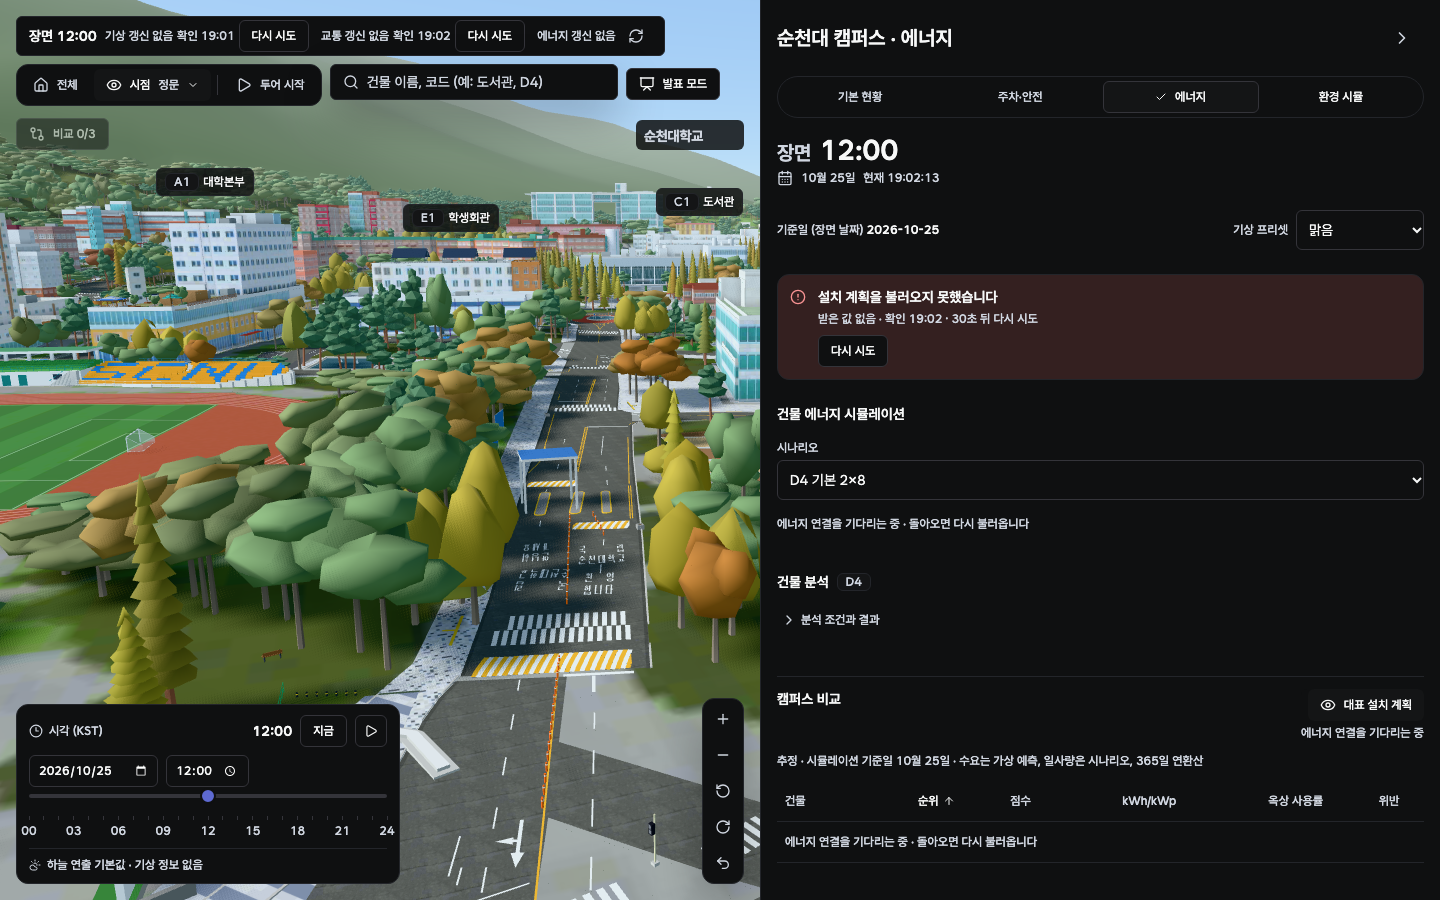 장면 12:00 기상 갱신 없음 확인 19:01 다시 시도 교통 갱신 없음 확인 19:02 다시 시도 에너지 갱신 없음
전체 시점 정문 투어 시작 건물 이름, 코드 (예: 도서관, D4) 발표 모드
비교 0/3
순천대학교
A1 대학본부
C1 도서관
E1 학생회관
시각 (KST) 12:00 지금
2026/10/25 12:00
00 03 06 09 12 15 18 21 24
하늘 연출 기본값 · 기상 정보 없음
순천대 캠퍼스 · 에너지
기본 현황 주차·안전 에너지 환경 시뮬
장면 12:00
10월 25일 현재 19:02:13
기준일 (장면 날짜) 2026-10-25 기상 프리셋 맑음
설치 계획을 불러오지 못했습니다
받은 값 없음 · 확인 19:02 · 30초 뒤 다시 시도
다시 시도
건물 에너지 시뮬레이션
시나리오
D4 기본 2×8
에너지 연결을 기다리는 중 · 돌아오면 다시 불러옵니다
건물 분석 D4
분석 조건과 결과
캠퍼스 비교 대표 설치 계획
에너지 연결을 기다리는 중
추정 · 시뮬레이션 기준일 10월 25일 · 수요는 가상 예측, 일사량은 시나리오, 365일 연환산
건물 순위 점수 kWh/kWp 옥상 사용률 위반
에너지 연결을 기다리는 중 · 돌아오면 다시 불러옵니다